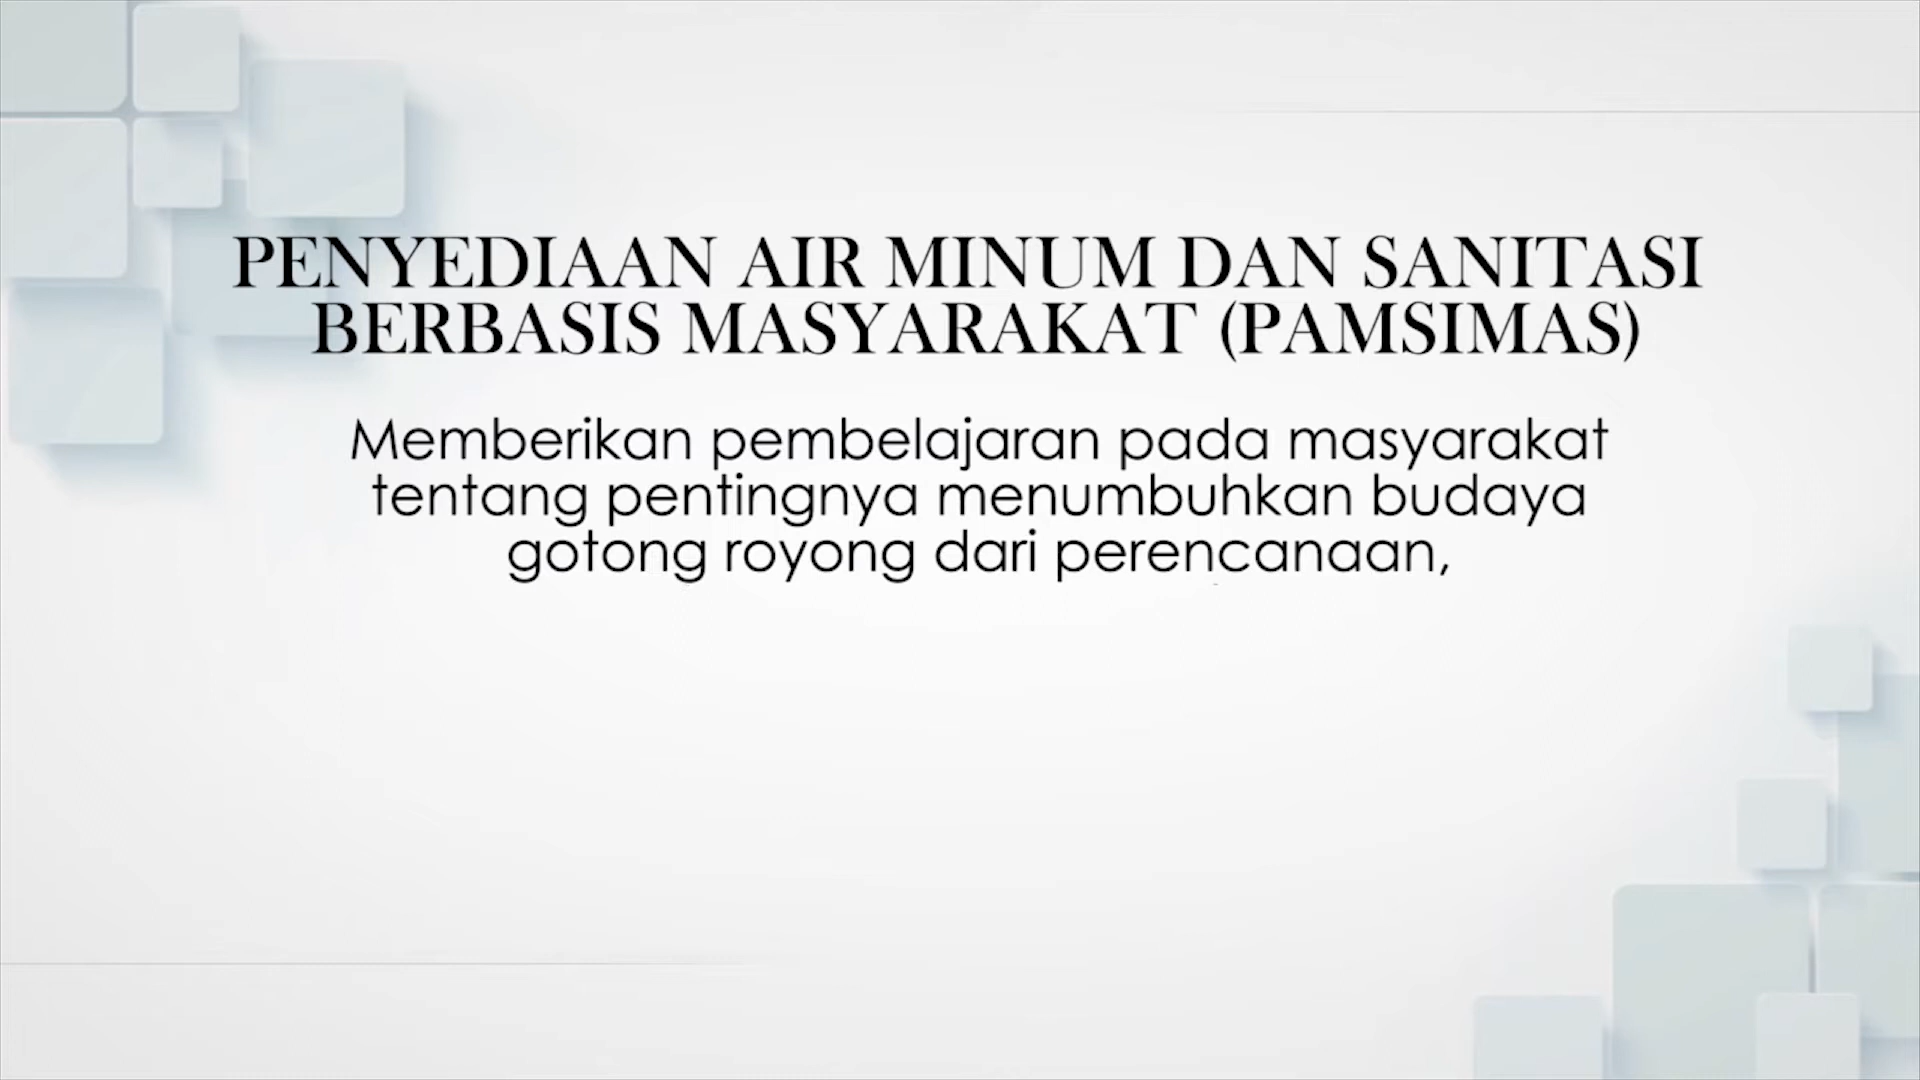 PENYEDIAAN AIR MINUM DAN SANITASI
BERBASIS MASYARAKAT (PAMSIMAS)
Memberikan pembelajaran pada masyarakat
tentang pentingnya menumbuhkan budaya
gotong royong dari perencanaan,